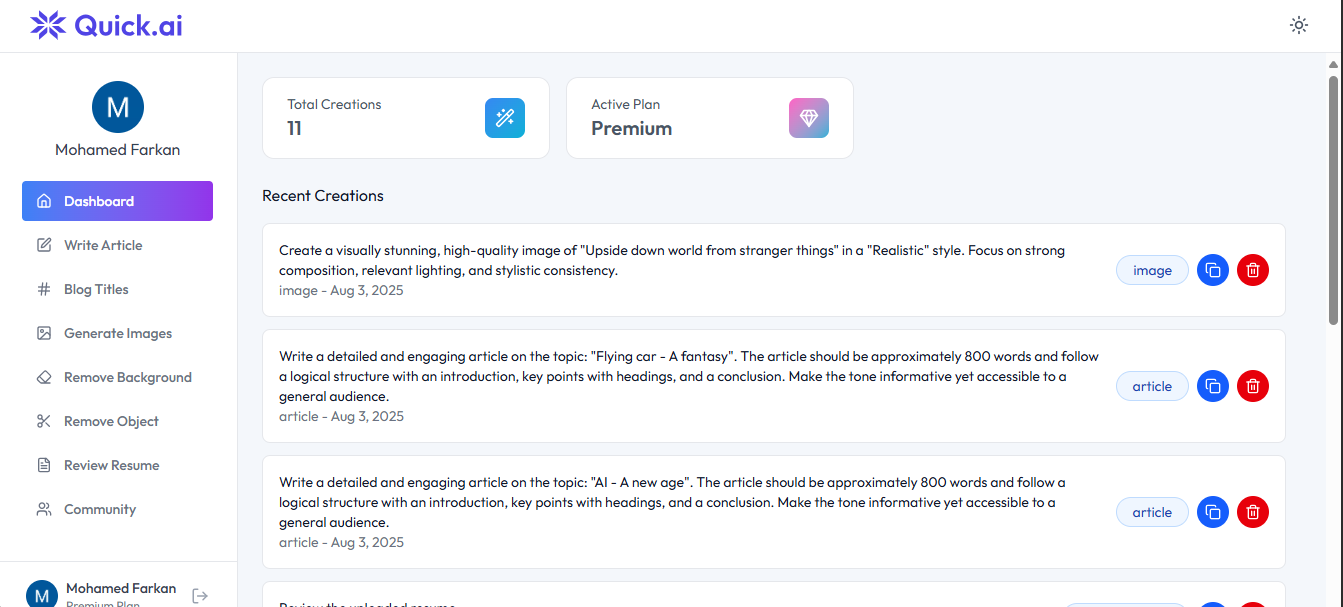 Quick.ai
M
Mohamed Farkan
Dashboard
Write Article
Blog Titles
Generate Images
Remove Background
Remove Object
Review Resume
Community
M
Mohamed Farkan
Premium Plan
Total Creations
11
Active Plan
Premium
Recent Creations
Create a visually stunning, high-quality image of "Upside down world from stranger things" in a "Realistic" style. Focus on strong
composition, relevant lighting, and stylistic consistency.
image - Aug 3, 2025
image
Write a detailed and engaging article on the topic: "Flying car - A fantasy". The article should be approximately 800 words and follow
a logical structure with an introduction, key points with headings, and a conclusion. Make the tone informative yet accessible to a
general audience.
article - Aug 3, 2025
article
Write a detailed and engaging article on the topic: "AI - A new age". The article should be approximately 800 words and follow a
logical structure with an introduction, key points with headings, and a conclusion. Make the tone informative yet accessible to a
general audience.
article - Aug 3, 2025
article
Review the uploaded resume